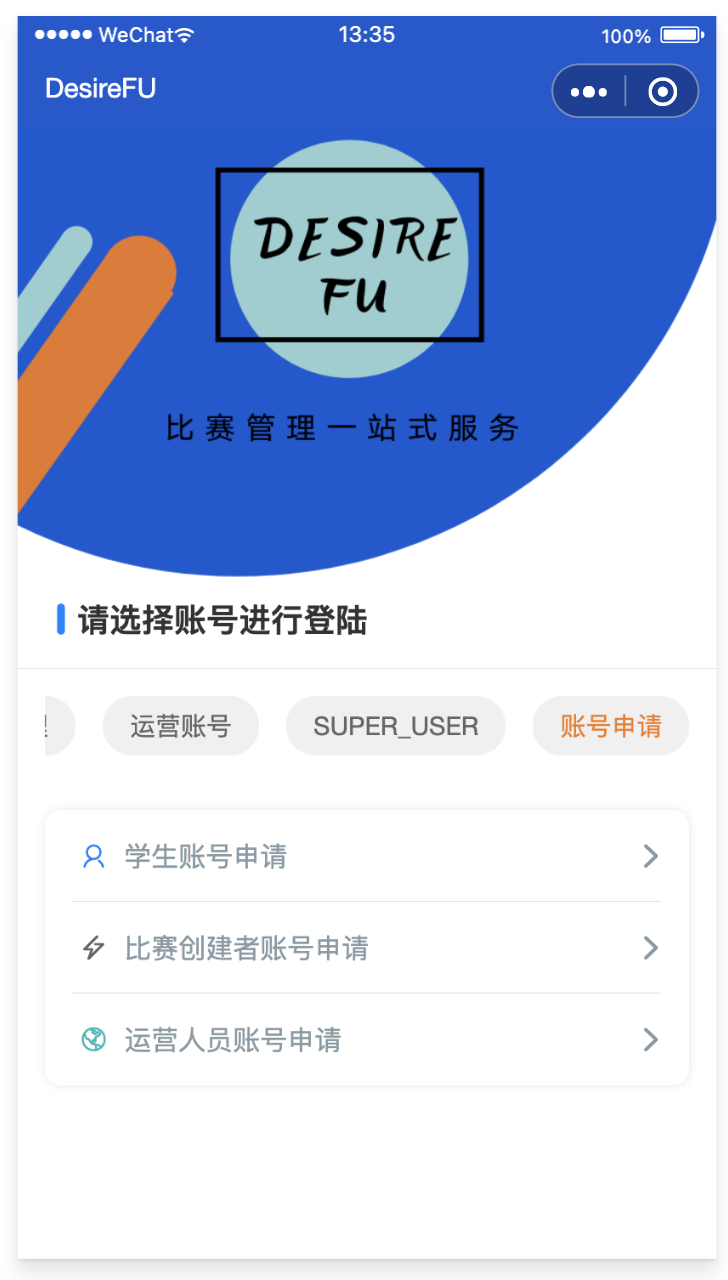 WeChat
13:35
100%
DesireFU
DESIRE
FU
比赛管理一站式服务
请选择账号进行登陆
运营账号
SUPER_USER
账号申请
学生账号申请
比赛创建者账号申请
运营人员账号申请